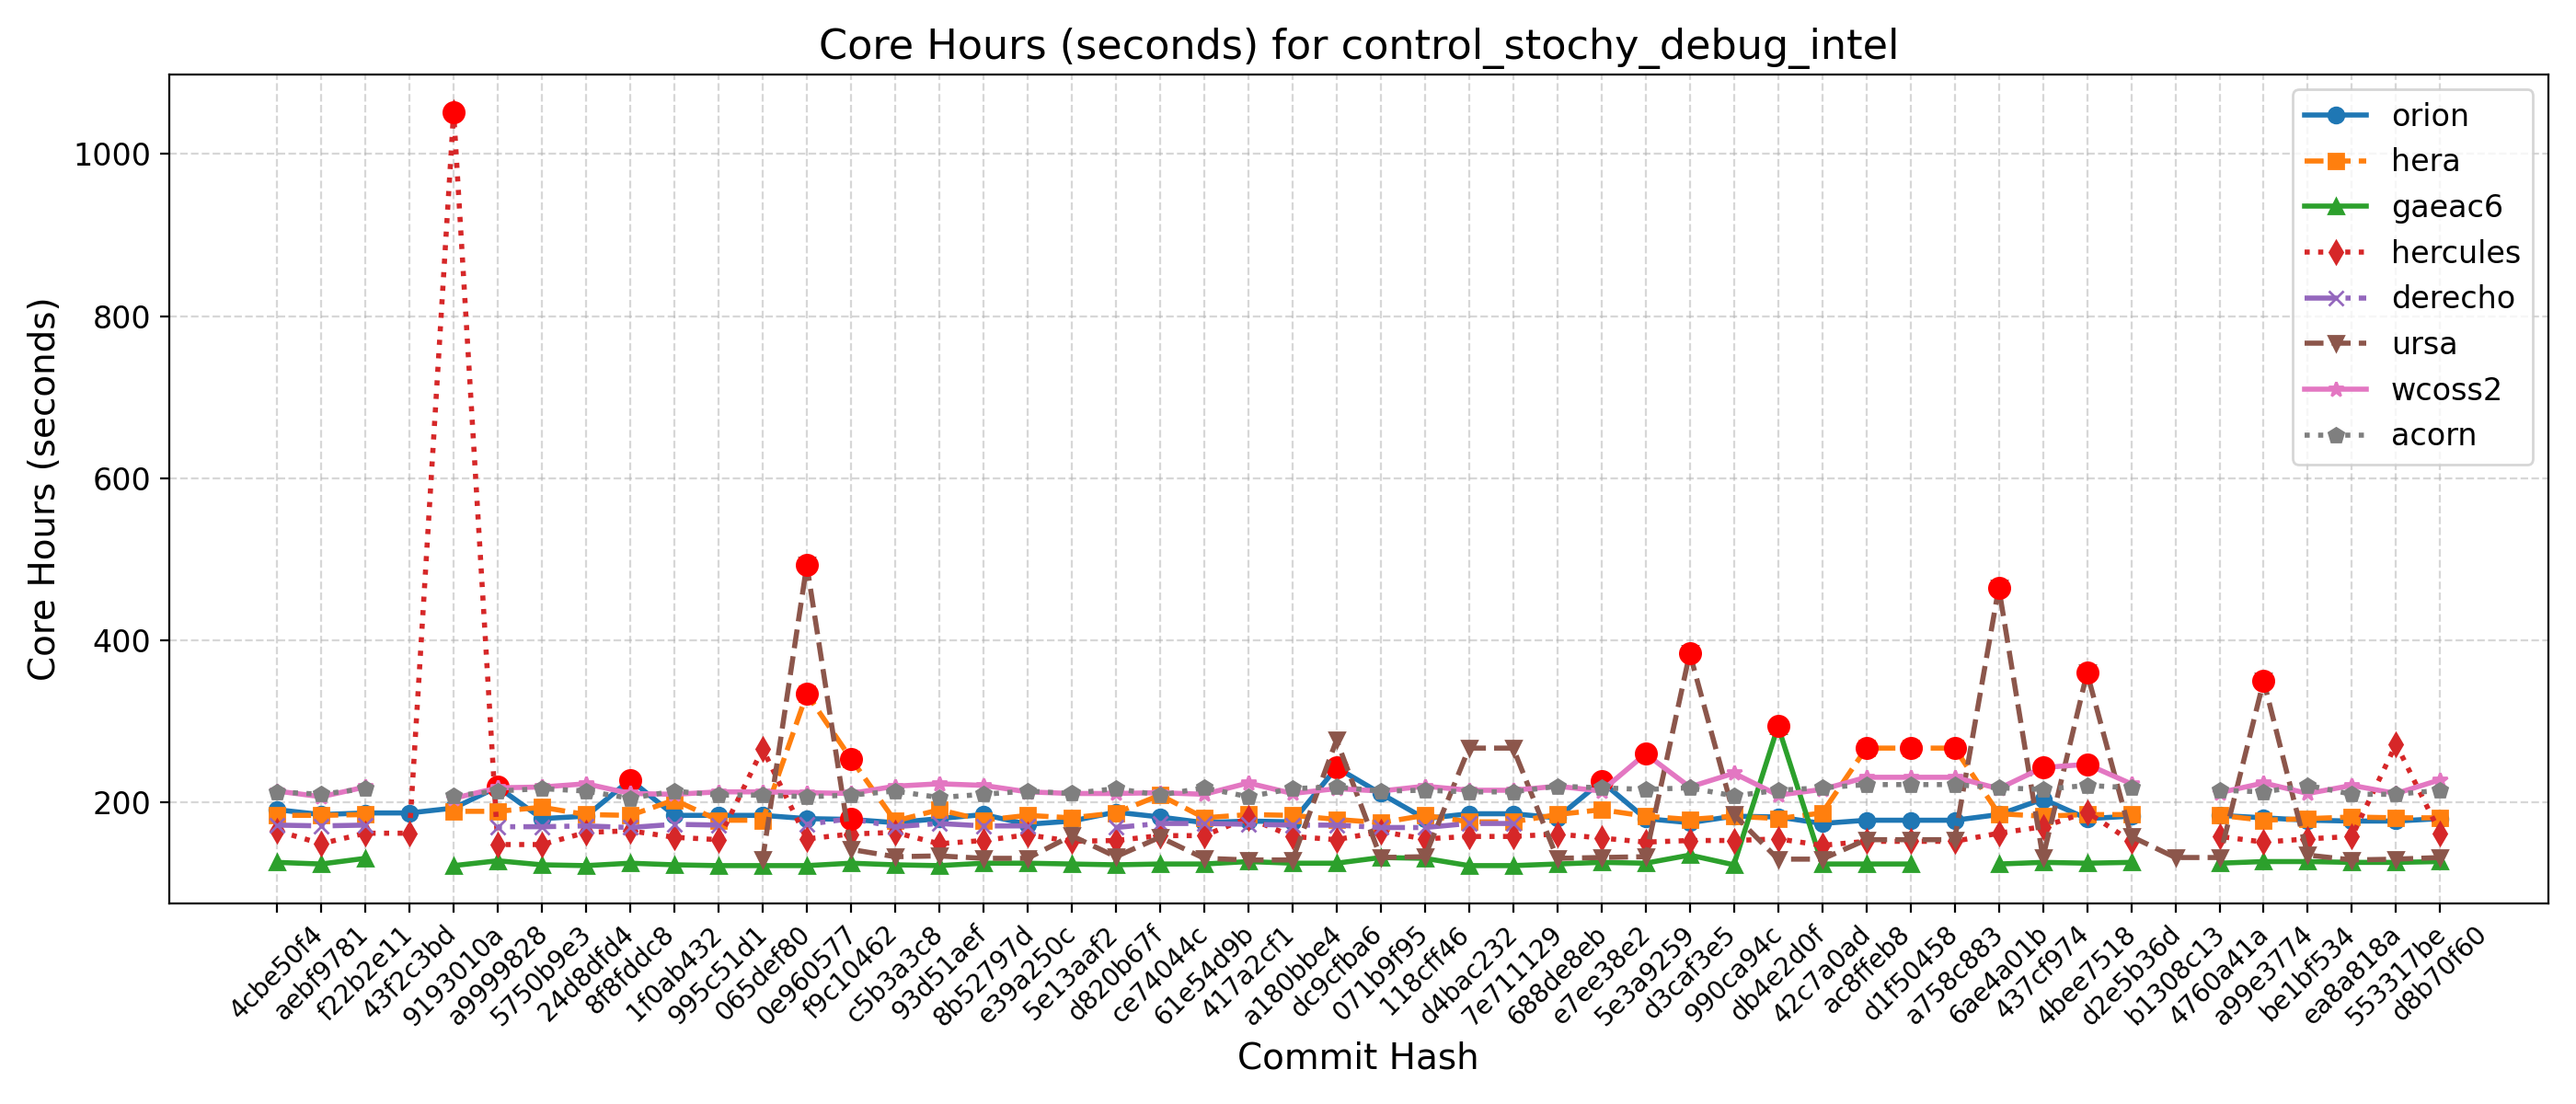 Core Hours (seconds) for control_stochy_debug_intel
Core Hours (seconds)
1000
800
600
400
200
orion
hera
gaeac6
hercules
derecho
ursa
wcoss2
acorn
4cbe50f4
aebf9781
f22b2e11
43f2c3bd
9193010a
a9999828
5750b9e3
24d8dfd4
8f8fddc8
1f0ab432
995c51d1
065def80
0e960577
f9c10462
c5b3a3c8
93d51aef
8b52797d
e39a250c
5e13aaf2
d820b67f
ce74044c
61e54d9b
417a2cf1
a180bbe4
dc9cfba6
071b9f95
118cff46
d4bac232
7e711129
688de8eb
e7ee38e2
5e3a9259
d3caf3e5
990ca94c
db4e2d0f
42c7a0ad
ac8ffeb8
d1f50458
a758c883
6ae4a01b
437cf974
4bee7518
d2e5b36d
b1308c13
4760a41a
a99e3774
be1bf534
ea8a818a
553317be
d8b70f60
Commit Hash